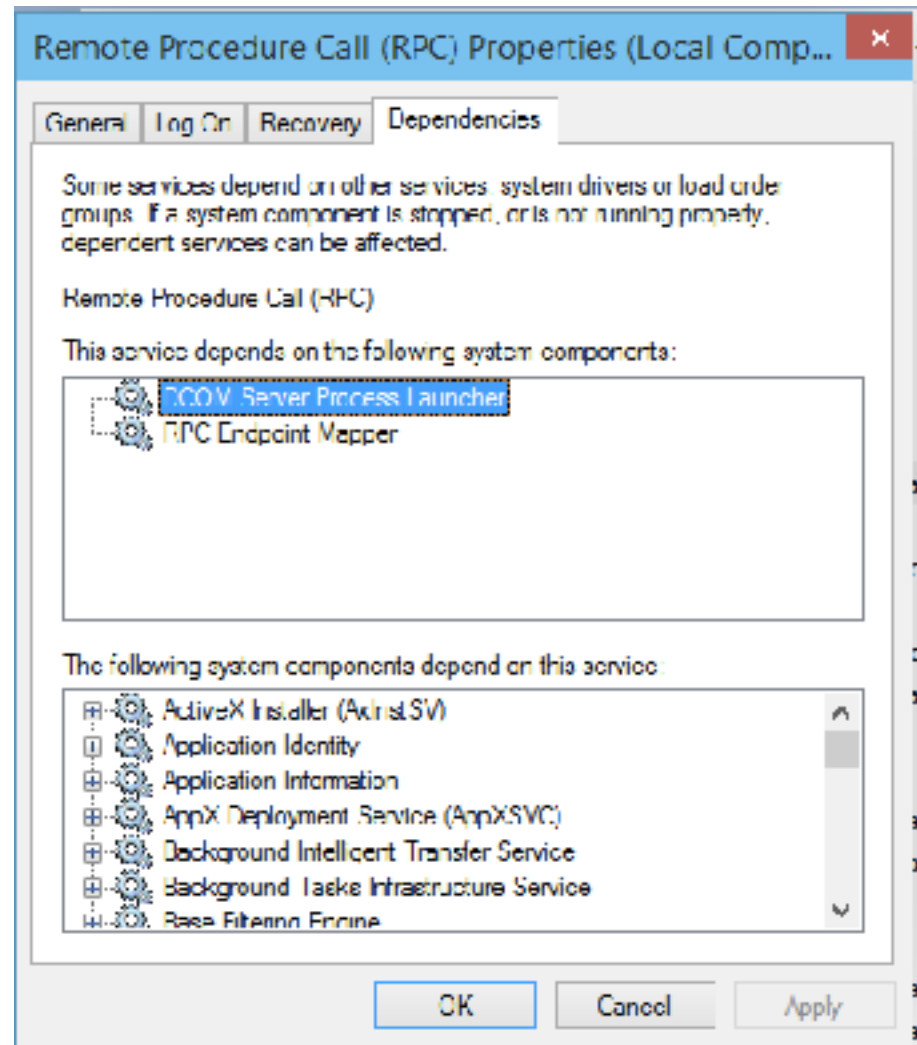 Remote Procedure Call (RPC) Properties (Local Comp...
General Log On Recovery Dependencies
Some services depend on other services, system drivers or load order
groups. If a system component is stopped, or is not running properly,
dependent services can be affected.
Remote Procedure Call (RPC)
This service depends on the following system components:
DCOM Server Process Launcher
RPC Endpoint Mapper
The following system components depend on this service:
ActiveX Installer (AxInstSV)
Application Identity
Application Information
AppX Deployment Service (AppXSVC)
Background Intelligent Transfer Service
Background Tasks Infrastructure Service
Base Filtering Engine
OK Cancel Apply